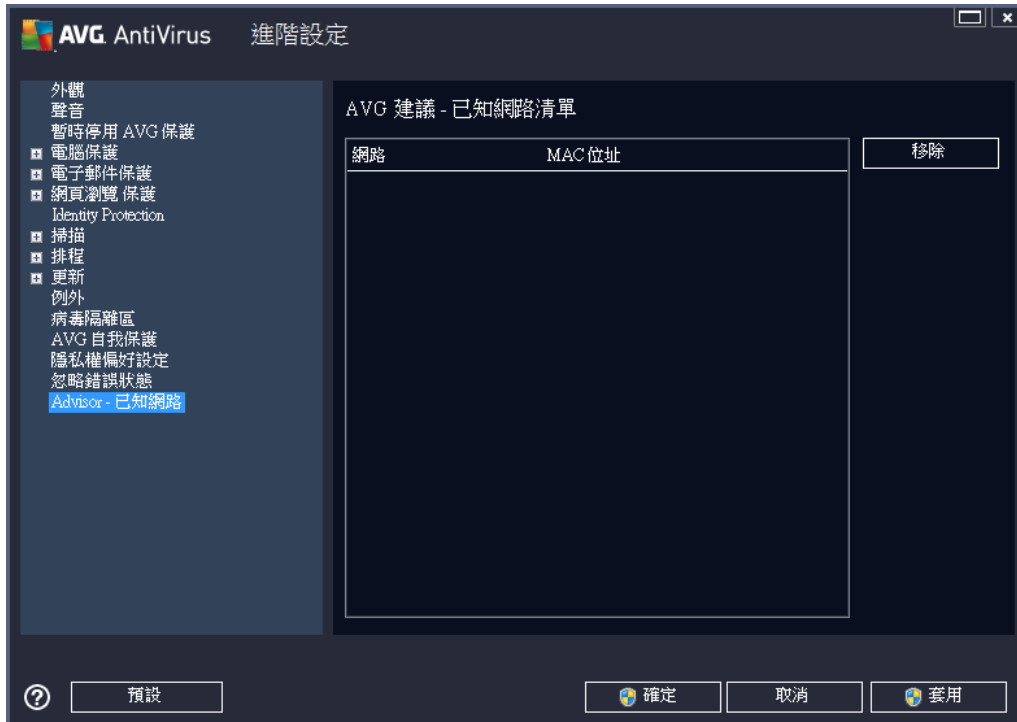 AVG. AntiVirus 進階設定
外觀
聲音
暫時停用 AVG 保護
電腦保護
電子郵件保護
網頁瀏覽 保護
Identity Protection
掃描
排程
更新
例外
病毒隔離區
AVG 自我保護
隱私權偏好設定
忽略錯誤狀態
Advisor - 已知網路
AVG 建議 - 已知網路清單
網路 MAC 位址
移除
預設
確定
取消
套用